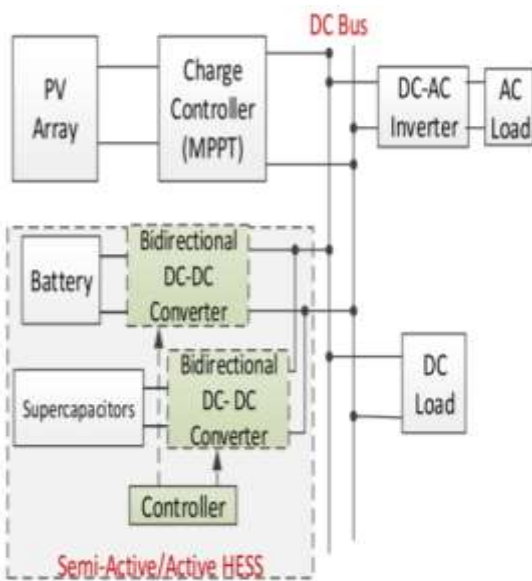 DC Bus
PV
Array
Charge
Controller
(MPPT)
DC-AC
Inverter
AC
Load
Battery
Bidirectional
DC-DC
Converter
Supercapacitors
Bidirectional
DC- DC
Converter
DC
Load
Controller
Semi-Active/Active HESS